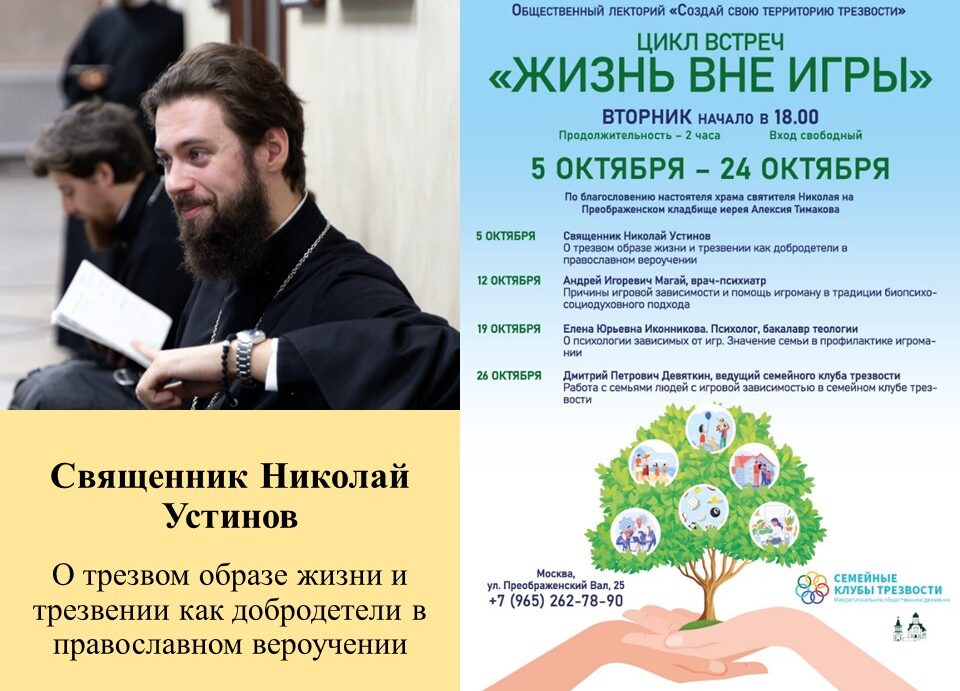 Священник Николай
Устинов
О трезвом образе жизни и
трезвении как добродетели в
православном вероучении
Общественный лекторий «Создай свою территорию трезвости»
ЦИКЛ ВСТРЕЧ
«ЖИЗНЬ ВНЕ ИГРЫ»
ВТОРНИК НАЧАЛО В 18.00
Продолжительность – 2 часа Вход свободный
5 ОКТЯБРЯ – 24 ОКТЯБРЯ
По благословению настоятеля храма святителя Николая на
Преображенском кладбище иерея Алексия Тимакова
5 ОКТЯБРЯ Священник Николай Устинов
О трезвом образе жизни и трезвении как добродетели в
православном вероучении
12 ОКТЯБРЯ Андрей Игоревич Магай, врач-психиатр
Причины игровой зависимости и помощь игроману в традиции биопсихо-
социодуховного подхода
19 ОКТЯБРЯ Елена Юрьевна Иконникова. Психолог, бакалавр теологии
О психологии зависимых от игр. Значение семьи в профилактике игрома-
нии
26 ОКТЯБРЯ Дмитрий Петрович Девяткин, ведущий семейного клуба трезвости
Работа с семьями людей с игровой зависимостью в семейном клубе трез-
вости
Москва,
ул. Преображенский Вал, 25
+7 (965) 262-78-90
СЕМЕЙНЫЕ
КЛУБЫ ТРЕЗВОСТИ
Межрегиональное общественное движение